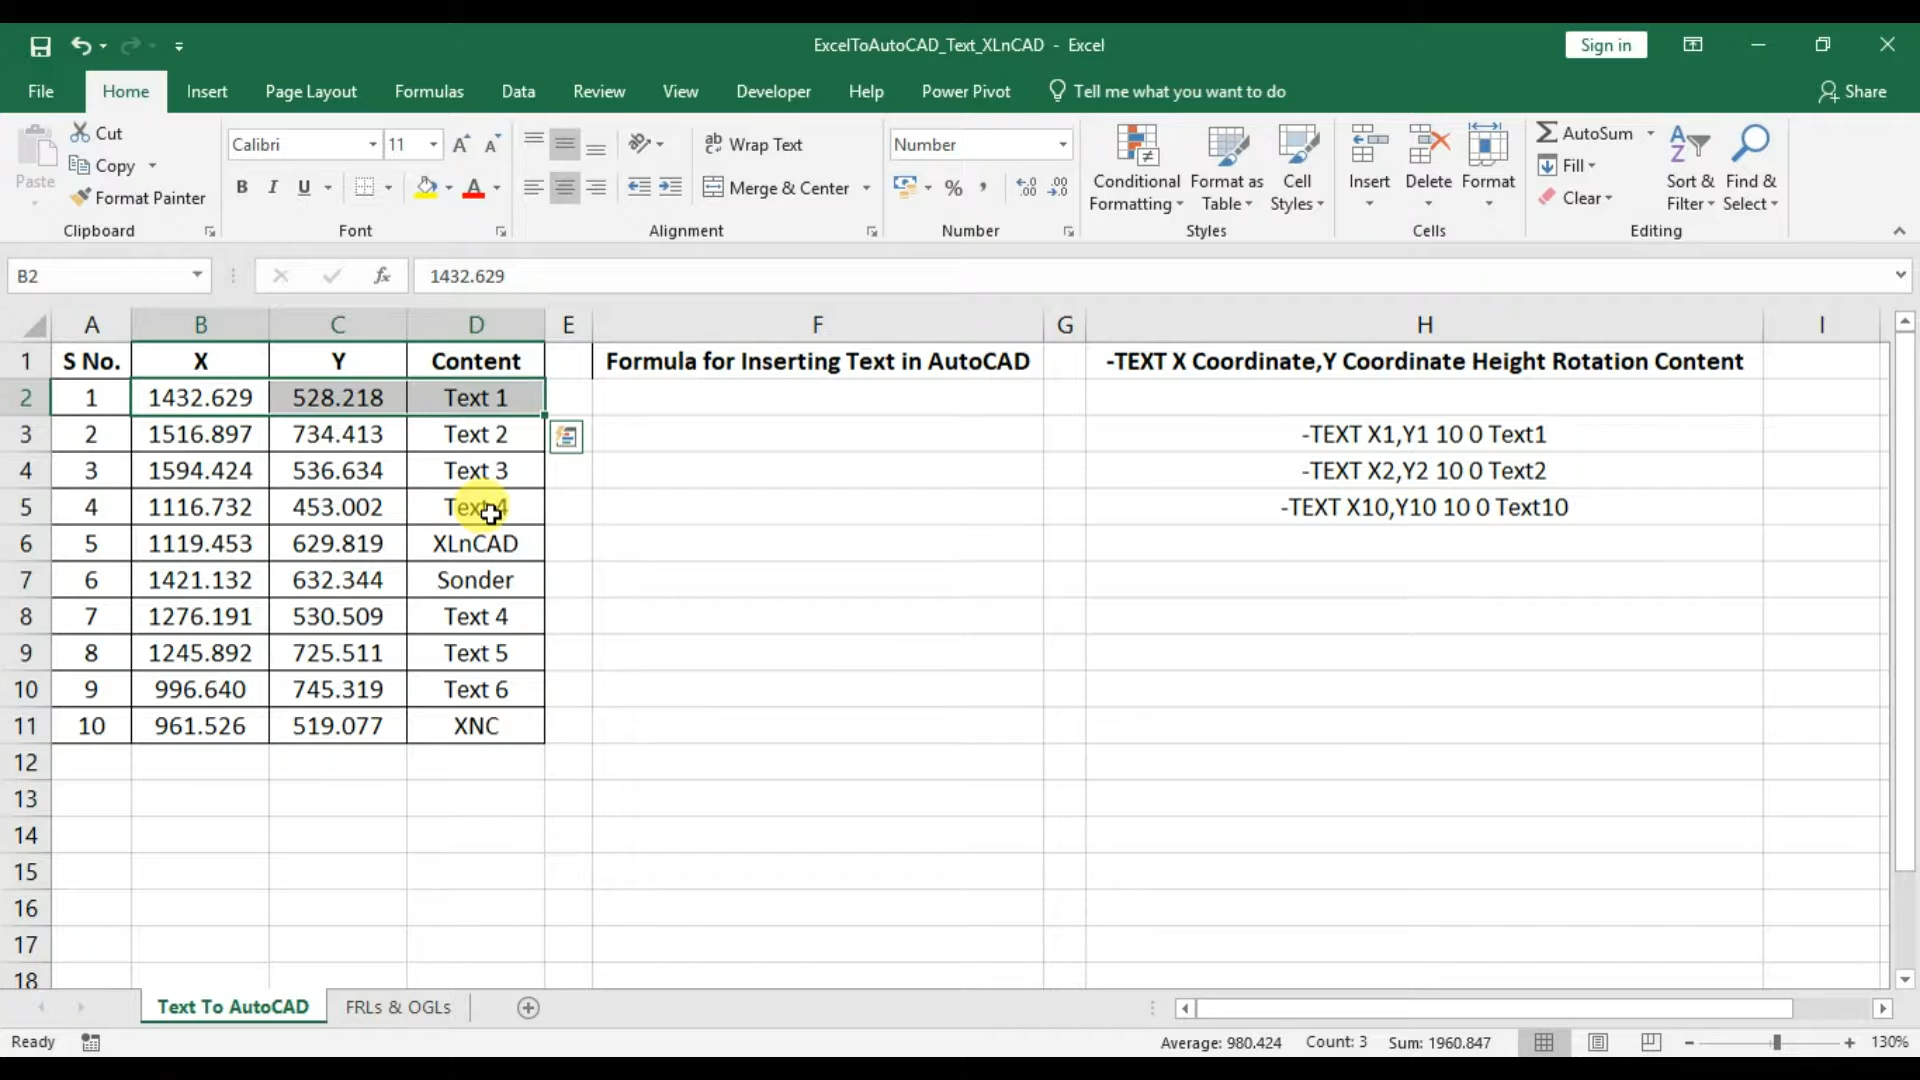 ExcelToAutoCAD_Text_XLnCAD - Excel
Sign in
File Home Insert Page Layout Formulas Data Review View Developer Help Power Pivot Tell me what you want to do Share
Paste
Cut
Copy
Format Painter
Clipboard
Calibri 11
B I U
Font
Wrap Text
Merge & Center
Alignment
Number
%
Number
Conditional Formatting
Format as Table
Cell Styles
Styles
Insert
Delete
Format
Cells
AutoSum
Fill
Clear
Sort & Filter
Find & Select
Editing
B2 fx 1432.629
A B C D E F G H I
1 S No. X Y Content Formula for Inserting Text in AutoCAD -TEXT X Coordinate,Y Coordinate Height Rotation Content
2 1 1432.629 528.218 Text 1
3 2 1516.897 734.413 Text 2 -TEXT X1,Y1 10 0 Text1
4 3 1594.424 536.634 Text 3 -TEXT X2,Y2 10 0 Text2
5 4 1116.732 453.002 Text 4 -TEXT X10,Y10 10 0 Text10
6 5 1119.453 629.819 XLnCAD
7 6 1421.132 632.344 Sonder
8 7 1276.191 530.509 Text 4
9 8 1245.892 725.511 Text 5
10 9 996.640 745.319 Text 6
11 10 961.526 519.077 XNC
12
13
14
15
16
17
18
Text To AutoCAD FRLs & OGLs
Ready Average: 980.424 Count: 3 Sum: 1960.847 130%